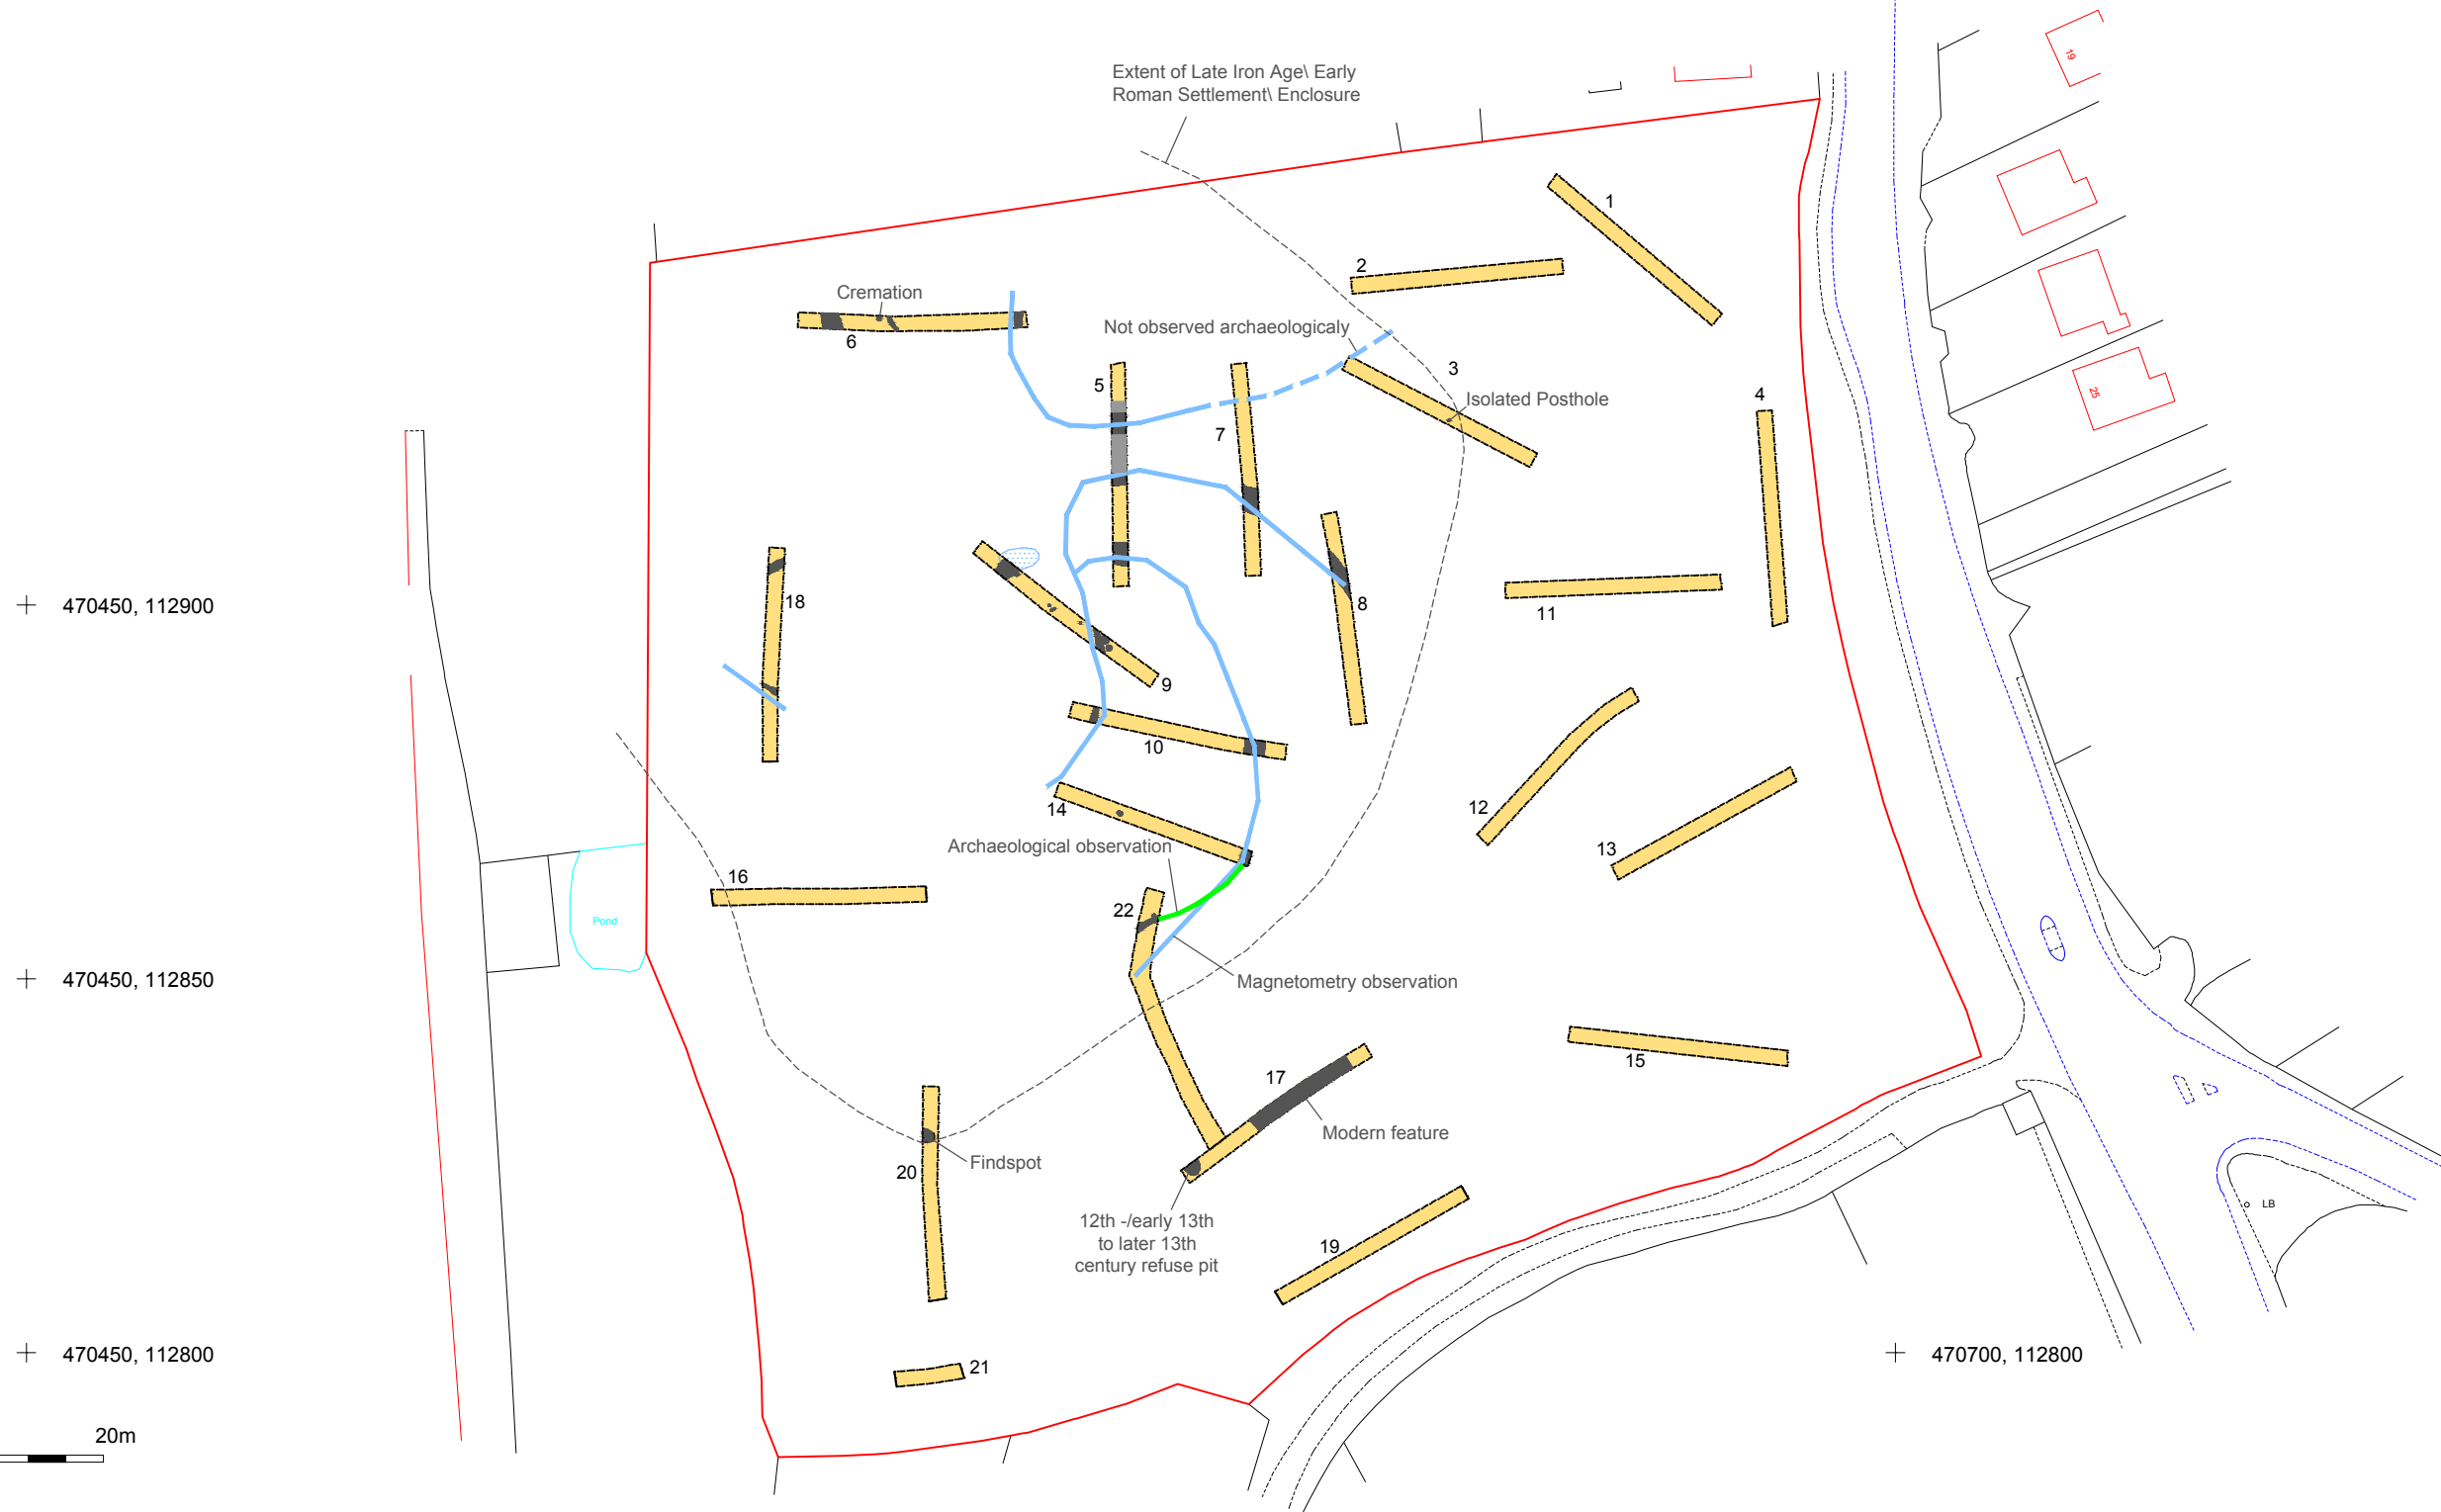 Extent of Late Iron Age\ Early
Roman Settlement\ Enclosure
19
1
2
Cremation
6
Not observed archaeologicaly
3
5
Isolated Posthole
4
25
7
470450, 112900
18
8
11
9
10
14
12
Archaeological observation
13
16
22
Pond
470450, 112850
Magnetometry observation
15
17
Modern feature
20
Findspot
LB
12th -/early 13th
to later 13th
century refuse pit
19
470450, 112800
470700, 112800
21
20m